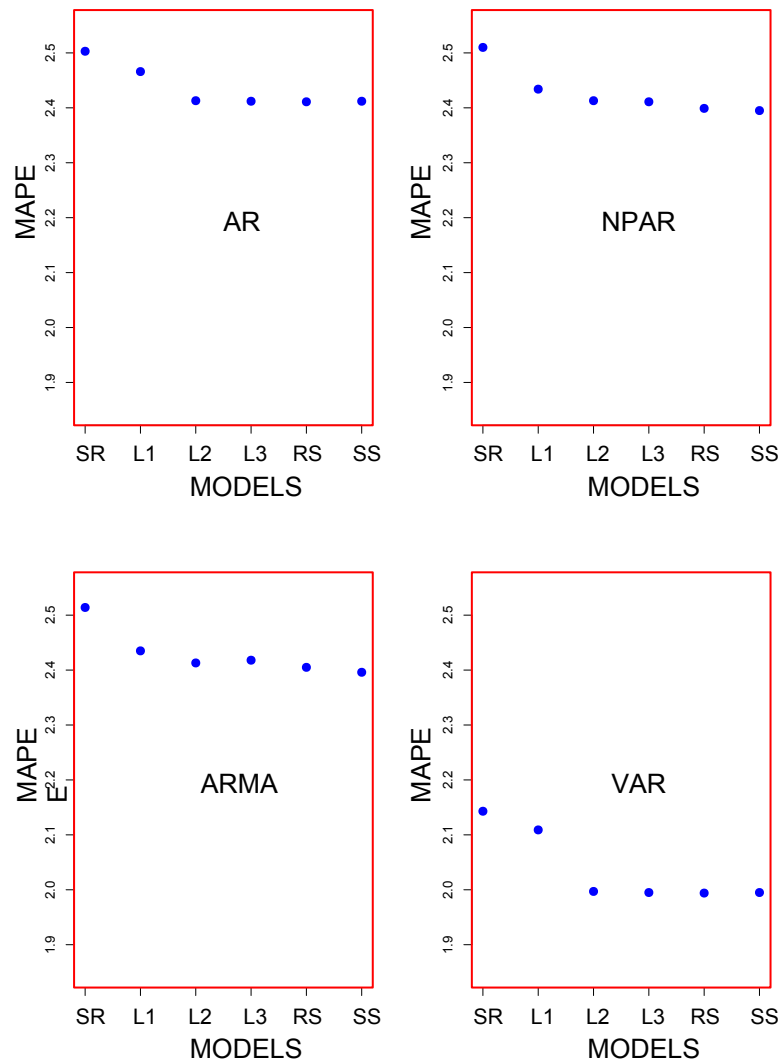 2.5
2.4
2.3
2.2
2.1
2.0
1.9
MAPE
AR
SR L1 L2 L3 RS SS
MODELS
2.5
2.4
2.3
2.2
2.1
2.0
1.9
MAPE
NPAR
SR L1 L2 L3 RS SS
MODELS
2.5
2.4
2.3
2.2
2.1
2.0
1.9
MAPE
E
ARMA
SR L1 L2 L3 RS SS
MODELS
2.5
2.4
2.3
2.2
2.1
2.0
1.9
MAPE
VAR
SR L1 L2 L3 RS SS
MODELS